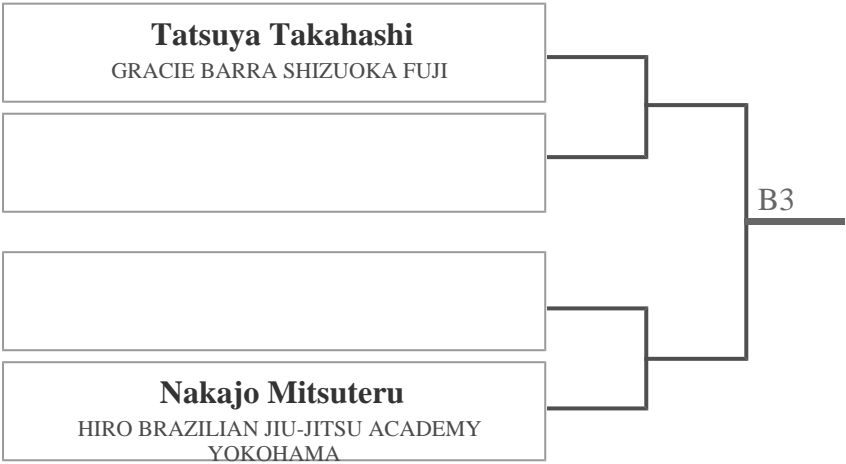 Tatsuya Takahashi
GRACIE BARRA SHIZUOKA FUJI
B3
Nakajo Mitsuteru
HIRO BRAZILIAN JIU-JITSU ACADEMY
YOKOHAMA